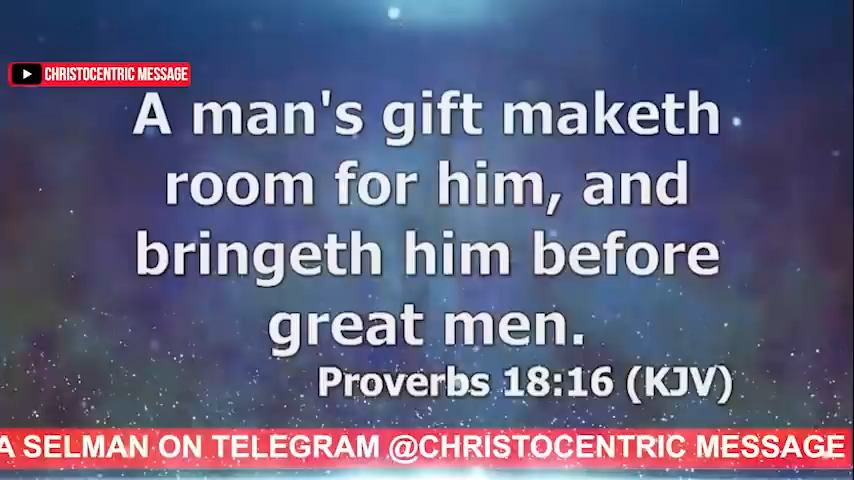 CHRISTOCENTRIC MESSAGE
A man's gift maketh
room for him, and
bringeth him before
great men.
Proverbs 18:16 (KJV)
A SELMAN ON TELEGRAM @CHRISTOCENTRIC MESSAGE